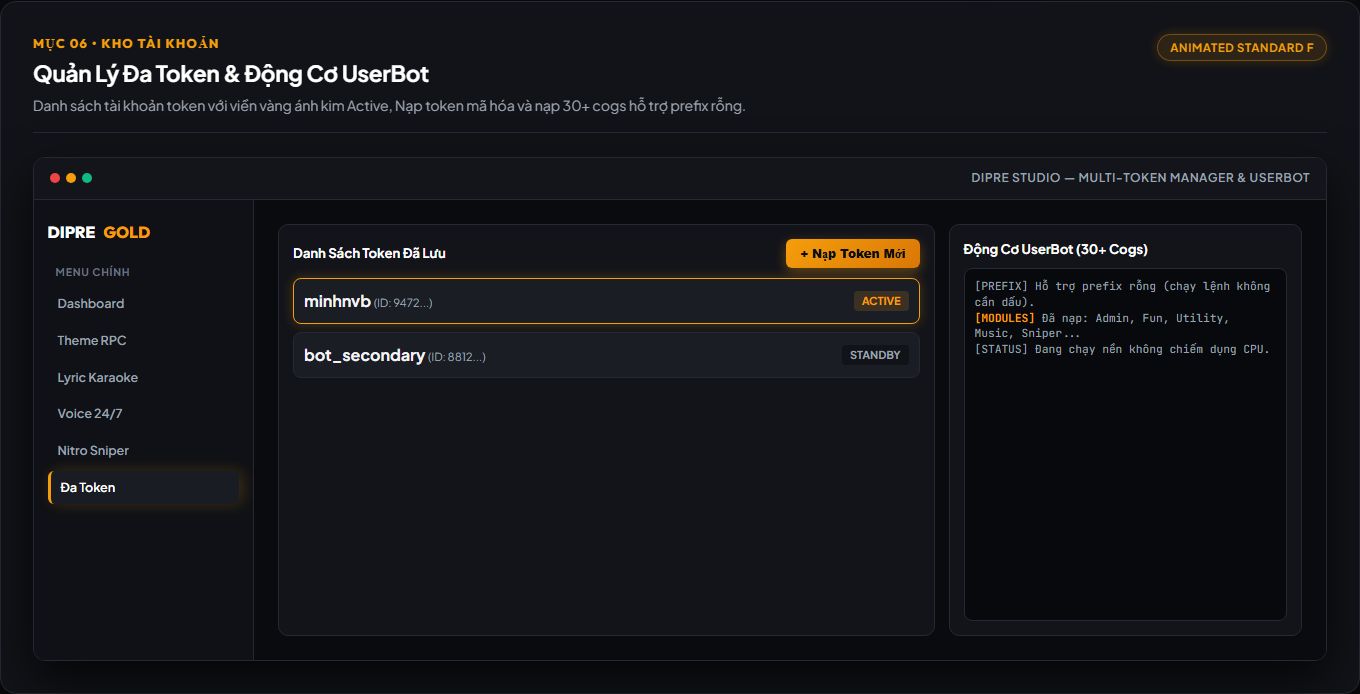 MỤC 06 • KHO TÀI KHOẢN
ANIMATED STANDARD F
Quản Lý Đa Token & Động Cơ UserBot
Danh sách tài khoản token với viền vàng ánh kim Active, Nạp token mã hóa và nạp 30+ cogs hỗ trợ prefix rỗng.
DIPRE STUDIO — MULTI-TOKEN MANAGER & USERBOT
DIPRE GOLD
MENU CHÍNH
Dashboard
Theme RPC
Lyric Karaoke
Voice 24/7
Nitro Sniper
Đa Token
Danh Sách Token Đã Lưu
+ Nạp Token Mới
minhnvb (ID: 9472...)
ACTIVE
bot_secondary (ID: 8812...)
STANDBY
Động Cơ UserBot (30+ Cogs)
[PREFIX] Hỗ trợ prefix rỗng (chạy lệnh không
cần dấu).
[MODULES] Đã nạp: Admin, Fun, Utility,
Music, Sniper...
[STATUS] Đang chạy nền không chiếm dụng CPU.